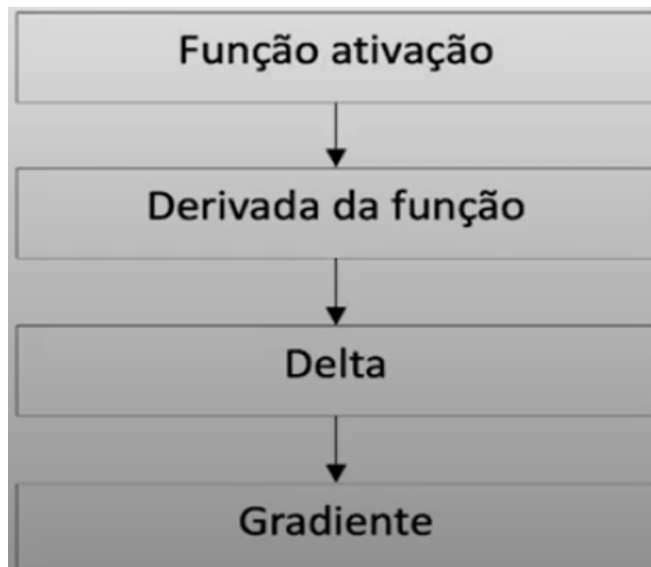 Função ativação
Derivada da função
Delta
Gradiente